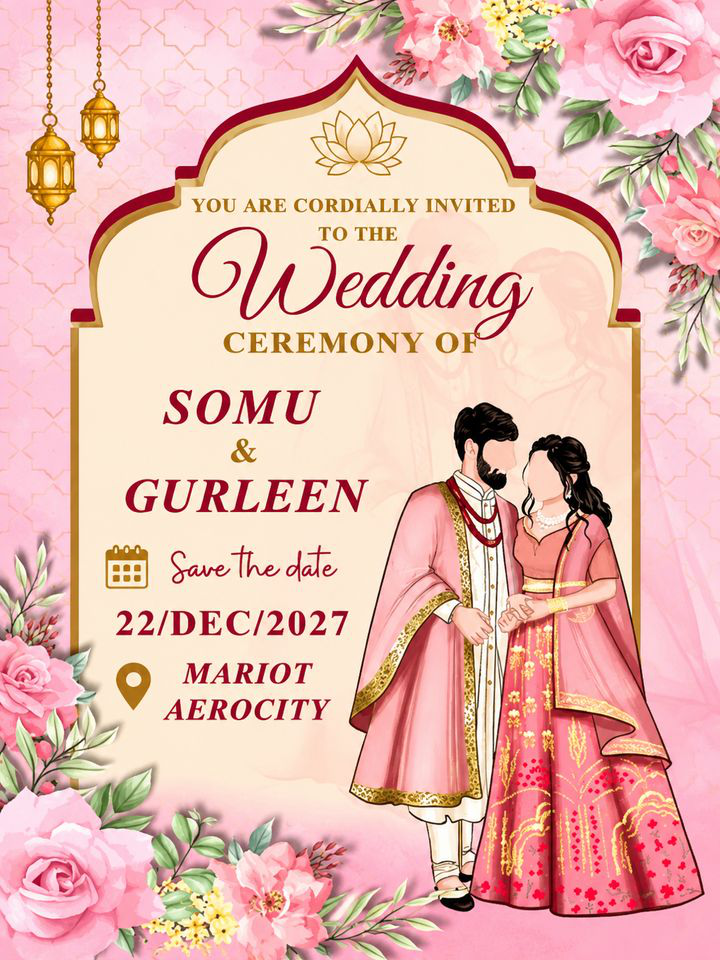 YOU ARE CORDIALLY INVITED
TO THE
Wedding
CEREMONY OF
SOMU
&
GURLEEN
Save the date
22/DEC/2027
MARIOT
AEROCITY